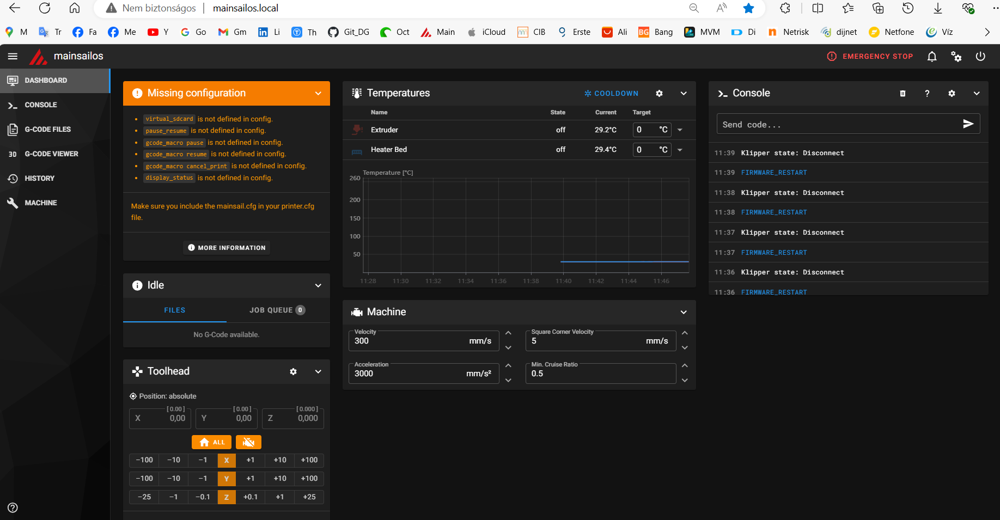 Nem biztonságos | mainsailos.local
M Tr Fa Me Y Go Gm Li Th Git_DG Oct Main iCloud CIB Erste Ali Bang MVM Di Netrisk dijnet Netfone Víz
mainsailos
EMERGENCY STOP
DASHBOARD
CONSOLE
G-CODE FILES
G-CODE VIEWER
HISTORY
MACHINE
Missing configuration
virtual_sdcard is not defined in config.
pause_resume is not defined in config.
gcode_macro pause is not defined in config.
gcode_macro resume is not defined in config.
gcode_macro cancel_print is not defined in config.
display_status is not defined in config.
Make sure you include the mainsail.cfg in your printer.cfg
file.
MORE INFORMATION
Idle
FILES JOB QUEUE 0
No G-Code available.
Toolhead
Position: absolute
[ 0.00 ] [ 0.00 ] [ 0.000 ]
X 0,00 Y 0,00 Z 0,000
ALL
−100 −10 −1 X +1 +10 +100
−100 −10 −1 Y +1 +10 +100
−25 −1 −0.1 Z +0.1 +1 +25
Temperatures
COOLDOWN
Name State Current Target
Extruder off 29.2°C 0 °C
Heater Bed off 29.4°C 0 °C
Temperature [°C]
260
200
150
100
50
11:28 11:30 11:32 11:34 11:36 11:38 11:40 11:42 11:44 11:46
Machine
Velocity Square Corner Velocity
300 mm/s 5 mm/s
Acceleration Min. Cruise Ratio
3000 mm/s² 0.5
Console
Send code...
11:39 Klipper state: Disconnect
11:39 FIRMWARE_RESTART
11:38 Klipper state: Disconnect
11:38 FIRMWARE_RESTART
11:37 Klipper state: Disconnect
11:37 FIRMWARE_RESTART
11:36 Klipper state: Disconnect
11:36 FIRMWARE_RESTART